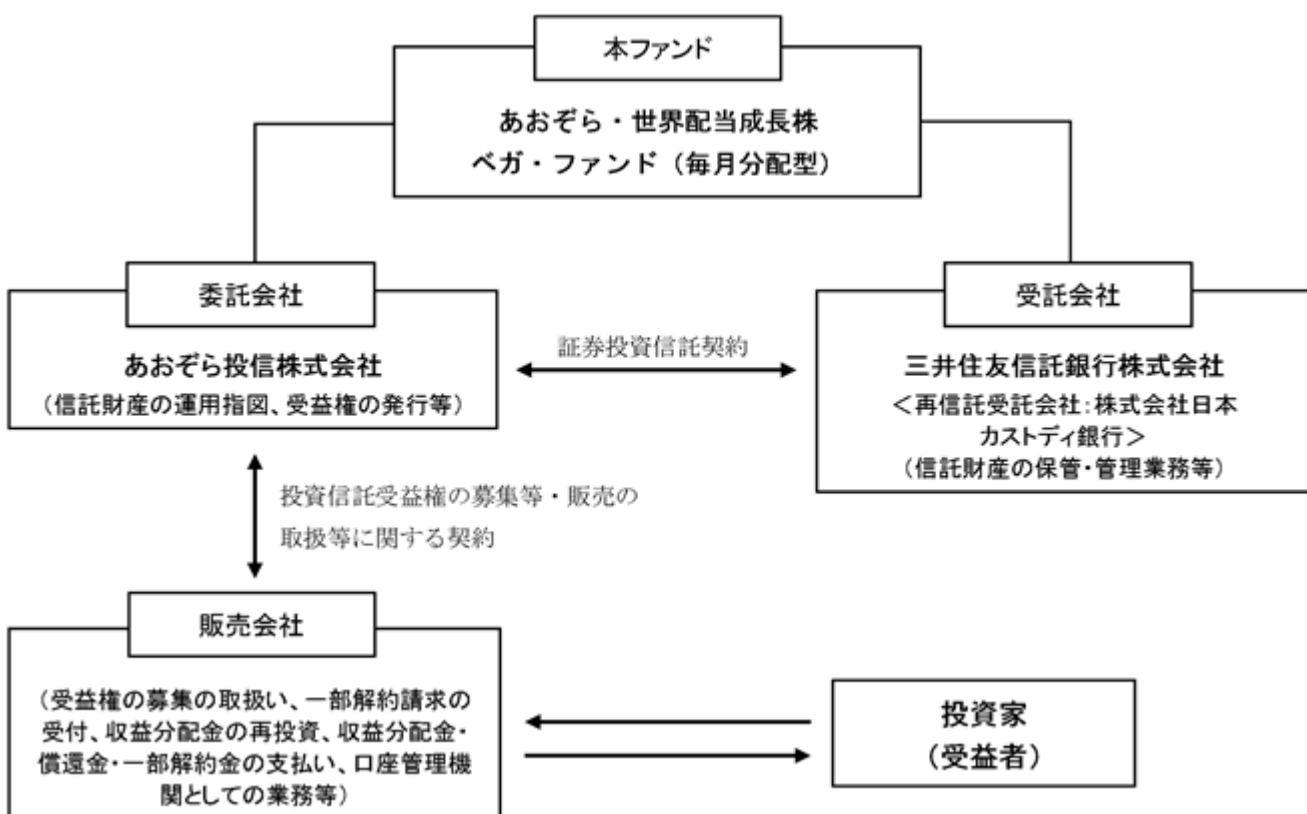 本ファンド
あおぞら・世界配当成長株
ベガ・ファンド（毎月分配型）
委託会社
あおぞら投信株式会社
（信託財産の運用指図、受益権の発行等）
証券投資信託契約
受託会社
三井住友信託銀行株式会社
＜再信託受託会社：株式会社日本
カストディ銀行＞
（信託財産の保管・管理業務等）
投資信託受益権の募集等・販売の
取扱等に関する契約
販売会社
（受益権の募集の取扱い、一部解約請求の
受付、収益分配金の再投資、収益分配金・
償還金・一部解約金の支払い、口座管理機
関としての業務等）
投資家
（受益者）